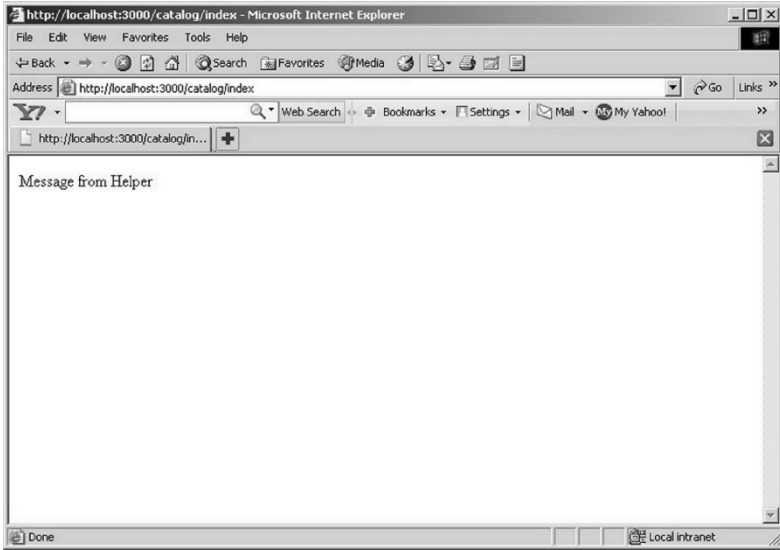 http://localhost:3000/catalog/index - Microsoft Internet Explorer
File Edit View Favorites Tools Help
Back Search Favorites Media
Address http://localhost:3000/catalog/index Go Links »
Y! Web Search Bookmarks Settings Mail My My Yahoo! »
http://localhost:3000/catalog/in...
Message from Helper
Done Local intranet